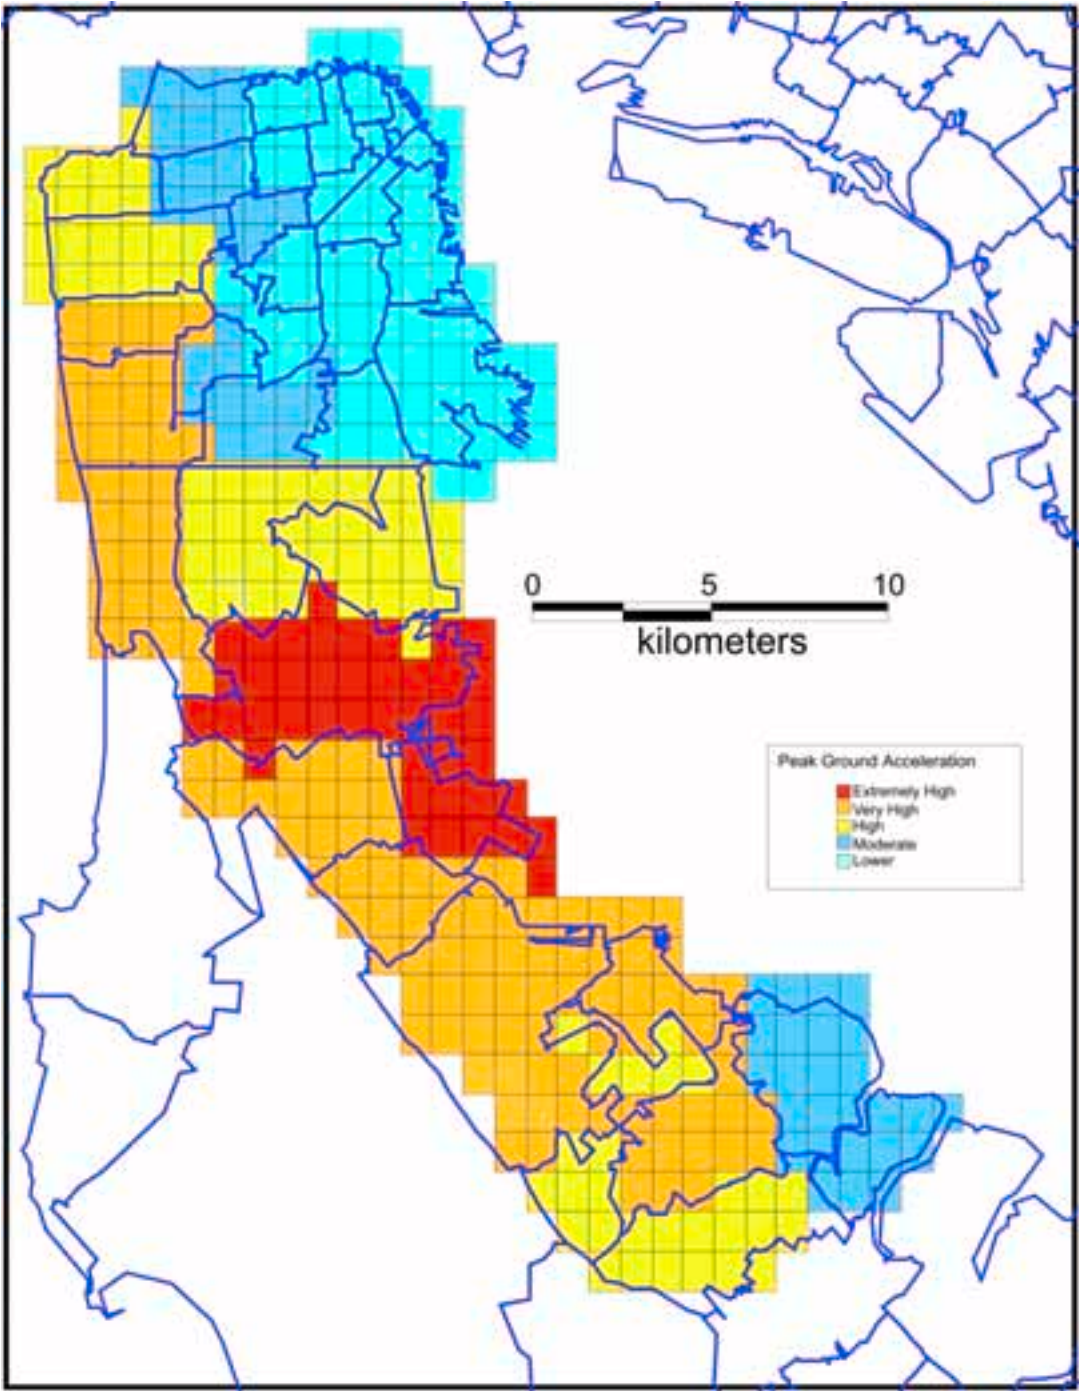 0 5 10
kilometers
Peak Ground Acceleration
Extremely High
Very High
High
Moderate
Lower